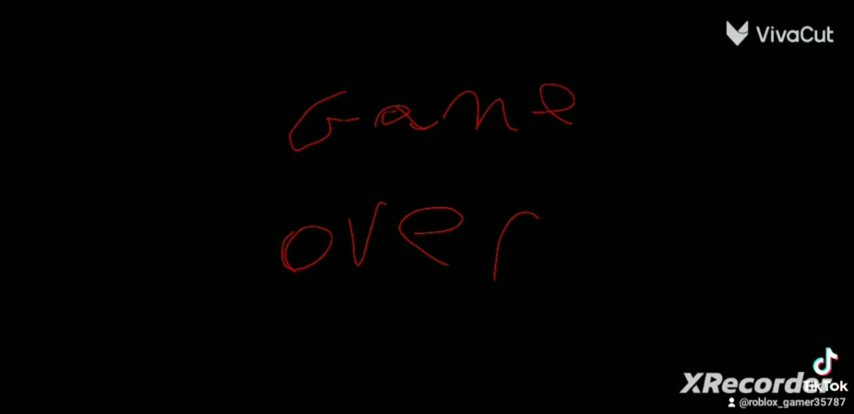 VivaCut
Game
over
XRecorder
TikTok
@roblox_gamer35787